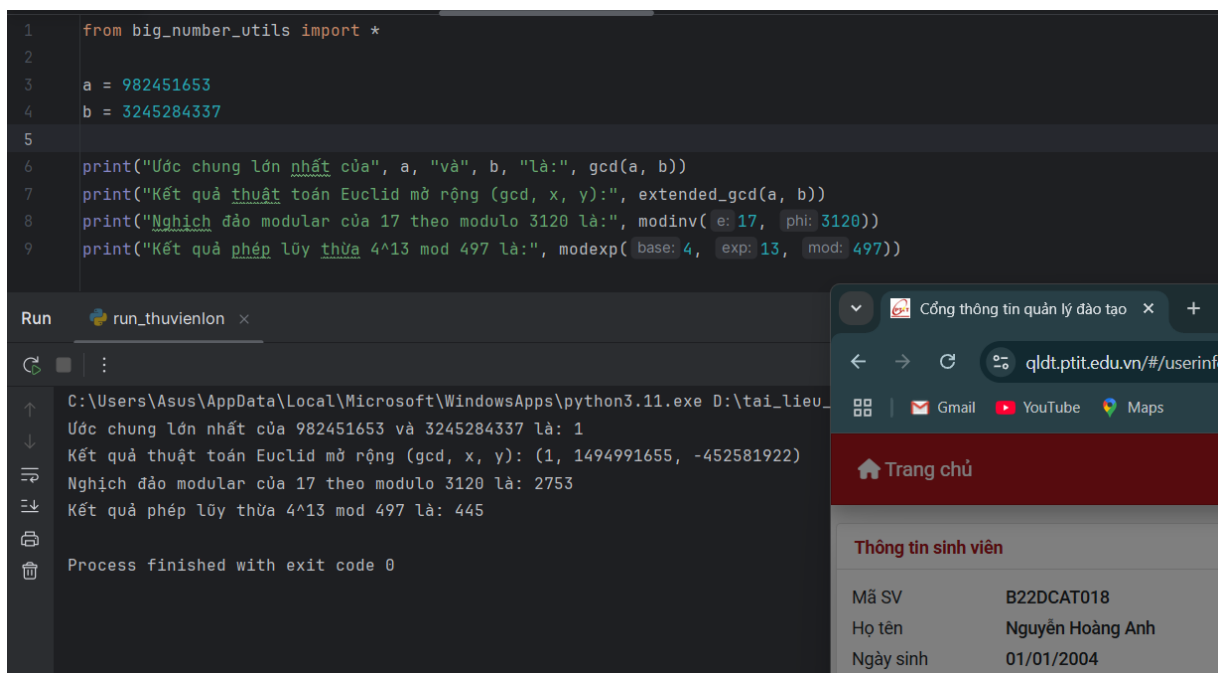 1 from big_number_utils import *
2
3 a = 982451653
4 b = 3245284337
5
6 print("Ước chung lớn nhất của", a, "và", b, "là:", gcd(a, b))
7 print("Kết quả thuật toán Euclid mở rộng (gcd, x, y):", extended_gcd(a, b))
8 print("Nghịch đảo modular của 17 theo modulo 3120 là:", modinv( e: 17, phi: 3120))
9 print("Kết quả phép lũy thừa 4^13 mod 497 là:", modexp( base: 4, exp: 13, mod: 497))
Run run_thuvienlon
C:\Users\Asus\AppData\Local\Microsoft\WindowsApps\python3.11.exe D:\tai_lieu_
Ước chung lớn nhất của 982451653 và 3245284337 là: 1
Kết quả thuật toán Euclid mở rộng (gcd, x, y): (1, 1494991655, -452581922)
Nghịch đảo modular của 17 theo modulo 3120 là: 2753
Kết quả phép lũy thừa 4^13 mod 497 là: 445
Process finished with exit code 0
Cổng thông tin quản lý đào tạo
qldt.ptit.edu.vn/#/userinf
Gmail YouTube Maps
Trang chủ
Thông tin sinh viên
Mã SV B22DCAT018
Họ tên Nguyễn Hoàng Anh
Ngày sinh 01/01/2004